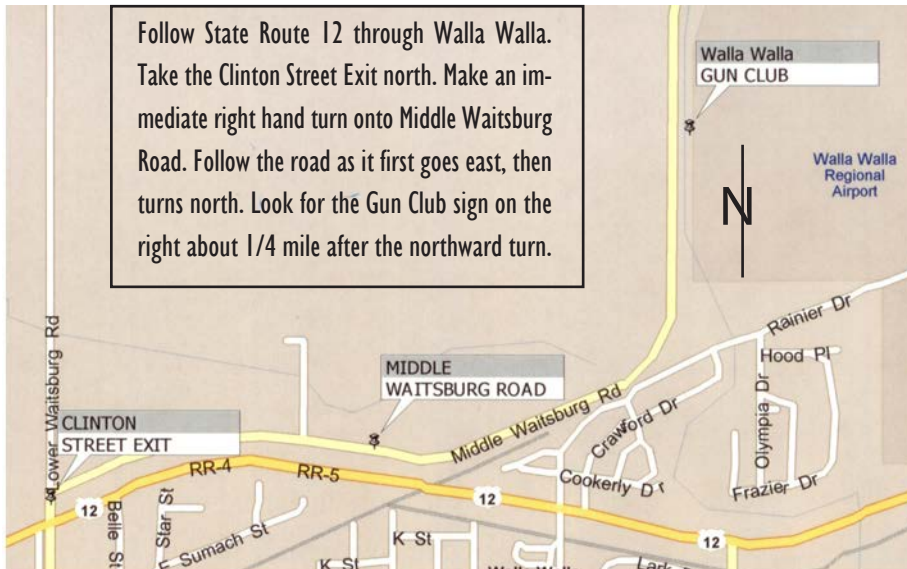 Follow State Route 12 through Walla Walla.
Take the Clinton Street Exit north. Make an im-
mediate right hand turn onto Middle Waitsburg
Road. Follow the road as it first goes east, then
turns north. Look for the Gun Club sign on the
right about 1/4 mile after the northward turn.
Walla Walla
GUN CLUB
Walla Walla
Regional
Airport
N
Lower Waitsburg Rd
CLINTON
STREET EXIT
MIDDLE
WAITSBURG ROAD
Middle Waitsburg Rd
Rainier Dr
Hood Pl
Crawford Dr
Olympia Dr
Cookerly Dr
Frazier Dr
RR-4
RR-5
12
12
12
Belle St
Star St
E Sumach St
K St
K St
Walla Walla
Lark